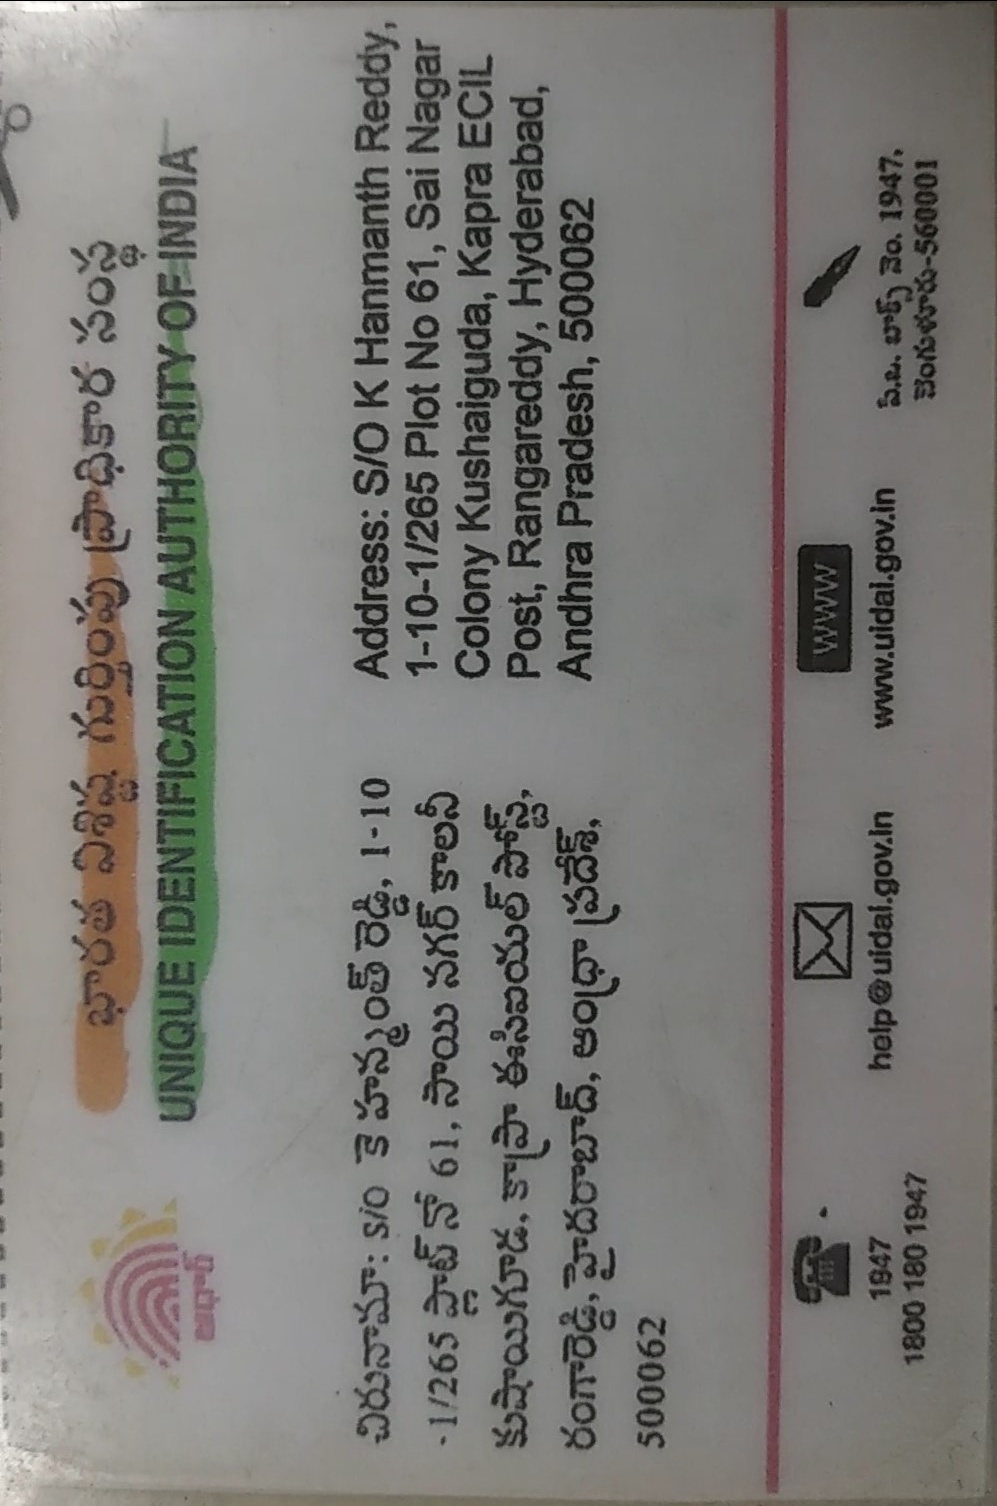 భారత విశిష్ట గుర్తింపు ప్రాధికార సంస్థ
UNIQUE IDENTIFICATION AUTHORITY OF INDIA
ఆధార్
చిరునామా: S/O కె హన్మంత్ రెడ్డి, 1-10
-1/265 ప్లాట్ నో 61, సాయి నగర్ కాలనీ
కుషాయిగూడ, కాప్రా ఈసిఐయల్ పోస్ట్,
రంగారెడ్డి, హైదరాబాద్, ఆంధ్రా ప్రదేశ్,
500062
Address: S/O K Hanmanth Reddy,
1-10-1/265 Plot No 61, Sai Nagar
Colony Kushaiguda, Kapra ECIL
Post, Rangareddy, Hyderabad,
Andhra Pradesh, 500062
1947
1800 180 1947
help@uidai.gov.in
WWW
www.uidai.gov.in
పి.బి. బాక్స్ నెం. 1947,
బెంగుళూరు-560001